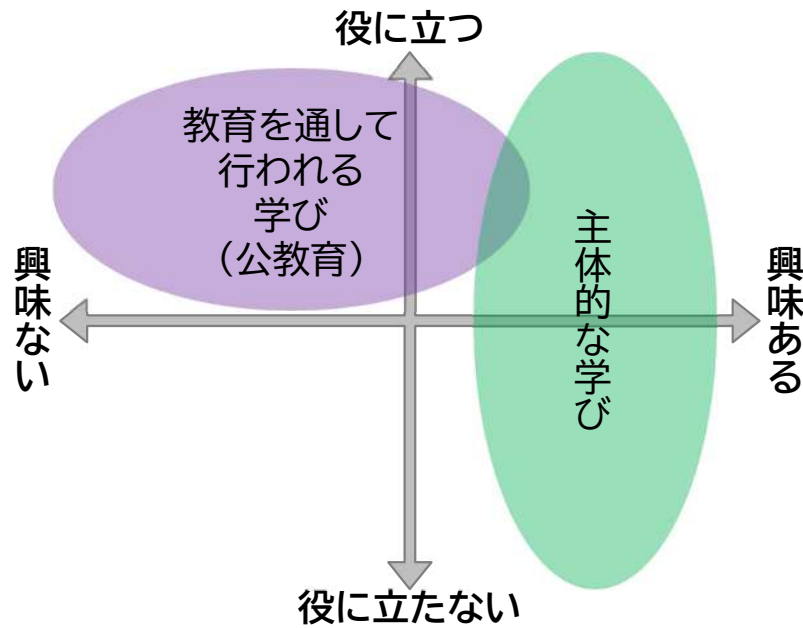 役に立つ
教育を通して
行われる
学び
（公教育）
興味ない
主体的な学び
興味ある
役に立たない